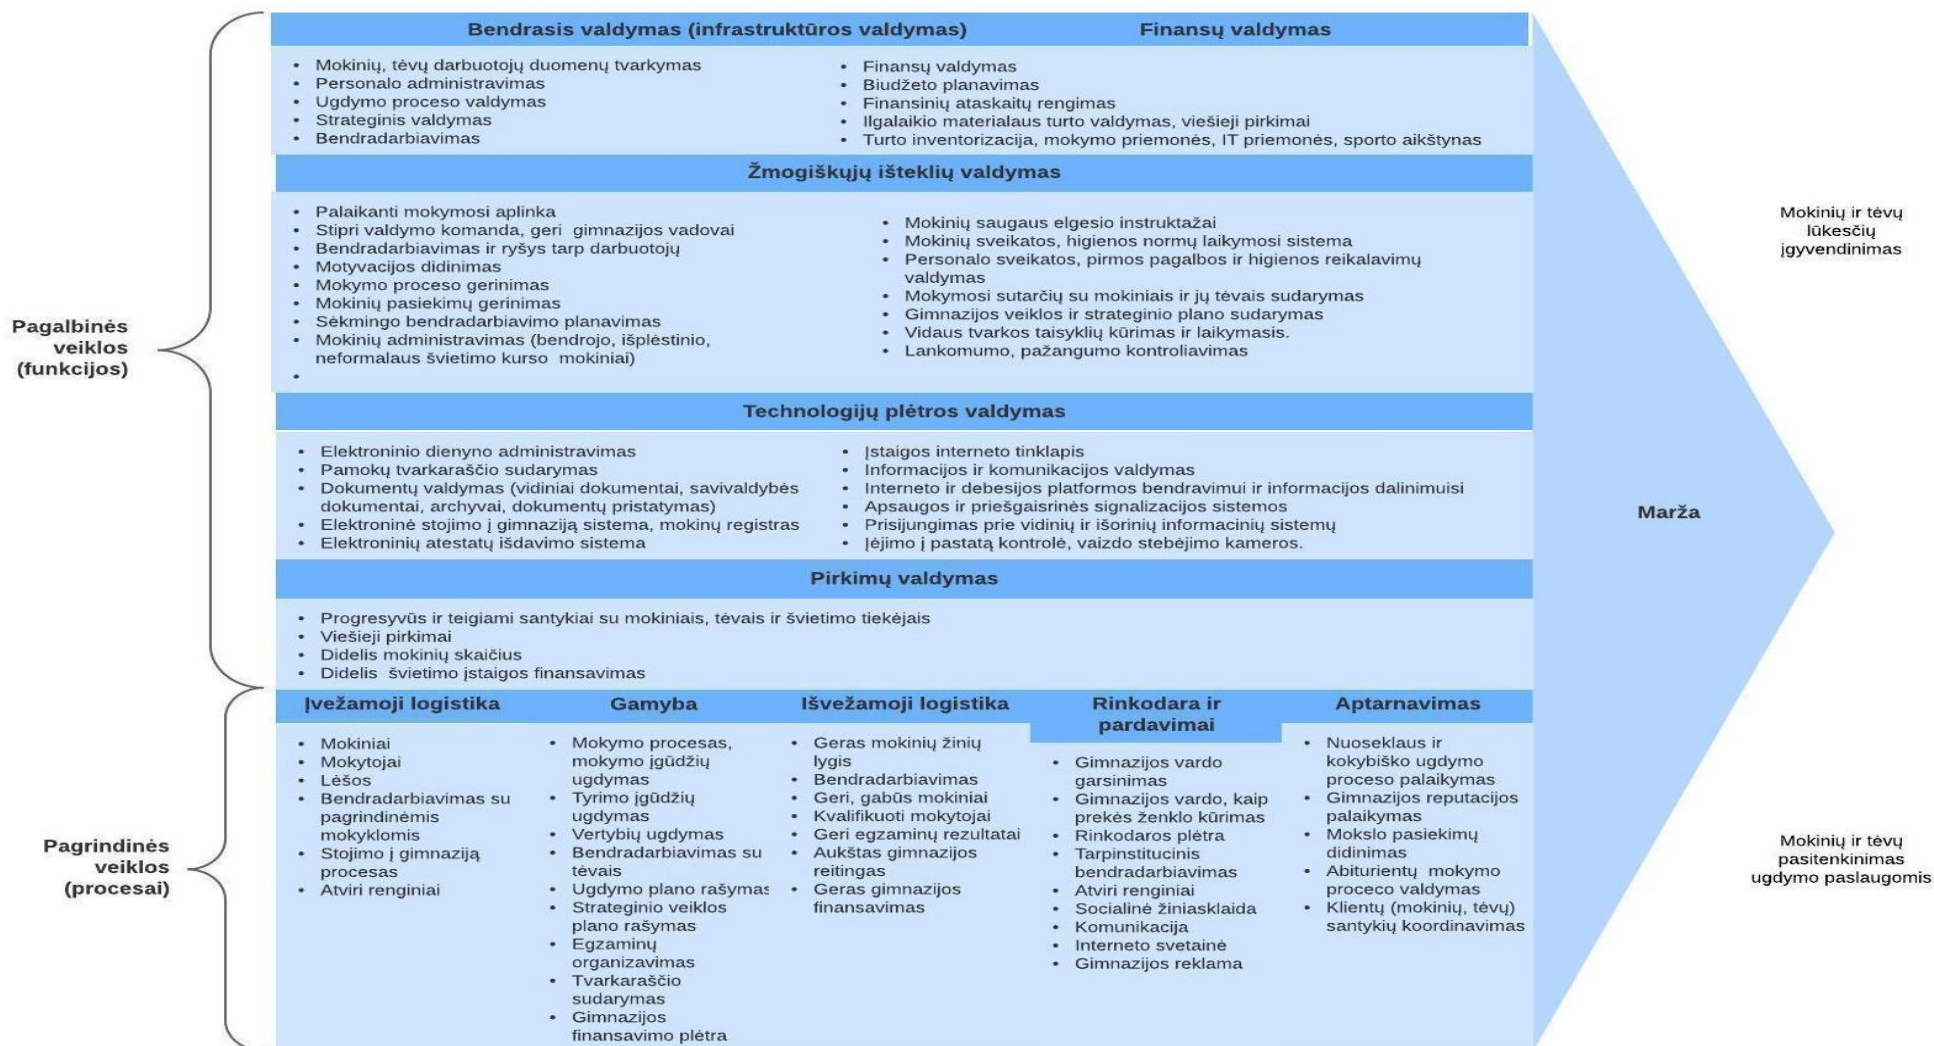 Bendrasis valdymas (infrastruktūros valdymas)
Finansų valdymas
• Mokinių, tėvų darbuotojų duomenų tvarkymas
• Personalo administravimas
• Ugdymo proceso valdymas
• Strateginis valdymas
• Bendradarbiavimas
• Finansų valdymas
• Biudžeto planavimas
• Finansinių ataskaitų rengimas
• Ilgalaikio materialaus turto valdymas, viešieji pirkimai
• Turto inventorizacija, mokymo priemonės, IT priemonės, sporto aikštynas
Žmogiškųjų išteklių valdymas
• Palaikanti mokymosi aplinka
• Stipri valdymo komanda, geri gimnazijos vadovai
• Bendradarbiavimas ir ryšys tarp darbuotojų
• Motyvacijos didinimas
• Mokymo proceso gerinimas
• Mokinių pasiekimų gerinimas
• Sėkmingo bendradarbiavimo planavimas
• Mokinių administravimas (bendrojo, išplėstinio,
neformalaus švietimo kurso mokiniai)
•
• Mokinių saugaus elgesio instruktažai
• Mokinių sveikatos, higienos normų laikymosi sistema
• Personalo sveikatos, pirmos pagalbos ir higienos reikalavimų
valdymas
• Mokymosi sutarčių su mokiniais ir jų tėvais sudarymas
• Gimnazijos veiklos ir strateginio plano sudarymas
• Vidaus tvarkos taisyklių kūrimas ir laikymasis.
• Lankomumo, pažangumo kontroliavimas
Pagalbinės
veiklos
(funkcijos)
Technologijų plėtros valdymas
• Elektroninio dienyno administravimas
• Pamokų tvarkaraščio sudarymas
• Dokumentų valdymas (vidiniai dokumentai, savivaldybės
dokumentai, archyvai, dokumentų pristatymas)
• Elektroninė stojimo į gimnaziją sistema, mokinų registras
• Elektroninių atestatų išdavimo sistema
• Įstaigos interneto tinklapis
• Informacijos ir komunikacijos valdymas
• Interneto ir debesijos platformos bendravimui ir informacijos dalinimuisi
• Apsaugos ir priešgaisrinės signalizacijos sistemos
• Prisijungimas prie vidinių ir išorinių informacinių sistemų
• Įėjimo į pastatą kontrolė, vaizdo stebėjimo kameros.
Pirkimų valdymas
• Progresyvūs ir teigiami santykiai su mokiniais, tėvais ir švietimo tiekėjais
• Viešieji pirkimai
• Didelis mokinių skaičius
• Didelis švietimo įstaigos finansavimas
Pagrindinės
veiklos
(procesai)
Įvežamoji logistika
• Mokiniai
• Mokytojai
• Lėšos
• Bendradarbiavimas su
pagrindinėmis
mokyklomis
• Stojimo į gimnaziją
procesas
• Atviri renginiai
Gamyba
• Mokymo procesas,
mokymo įgūdžių
ugdymas
• Tyrimo įgūdžių
ugdymas
• Vertybių ugdymas
• Bendradarbiavimas su
tėvais
• Ugdymo plano rašymas
• Strateginio veiklos
plano rašymas
• Egzaminų
organizavimas
• Tvarkaraščio
sudarymas
• Gimnazijos
finansavimo plėtra
Išvežamoji logistika
• Geras mokinių žinių
lygis
• Bendradarbiavimas
• Geri, gabūs mokiniai
• Kvalifikuoti mokytojai
• Geri egzaminų rezultatai
• Aukštas gimnazijos
reitingas
• Geras gimnazijos
finansavimas
Rinkodara ir
pardavimai
• Gimnazijos vardo
garsinimas
• Gimnazijos vardo, kaip
prekės ženklo kūrimas
• Rinkodaros plėtra
• Tarpinstitucinis
bendradarbiavimas
• Atviri renginiai
• Socialinė žiniasklaida
• Komunikacija
• Interneto svetainė
• Gimnazijos reklama
Aptarnavimas
• Nuoseklaus ir
kokybiško ugdymo
proceso palaikymas
• Gimnazijos reputacijos
palaikymas
• Mokslo pasiekimų
didinimas
• Abiturientų mokymo
proceco valdymas
• Klientų (mokinių, tėvų)
santykių koordinavimas
Marža
Mokinių ir tėvų
lūkesčių
įgyvendinimas
Mokinių ir tėvų
pasitenkinimas
ugdymo paslaugomis